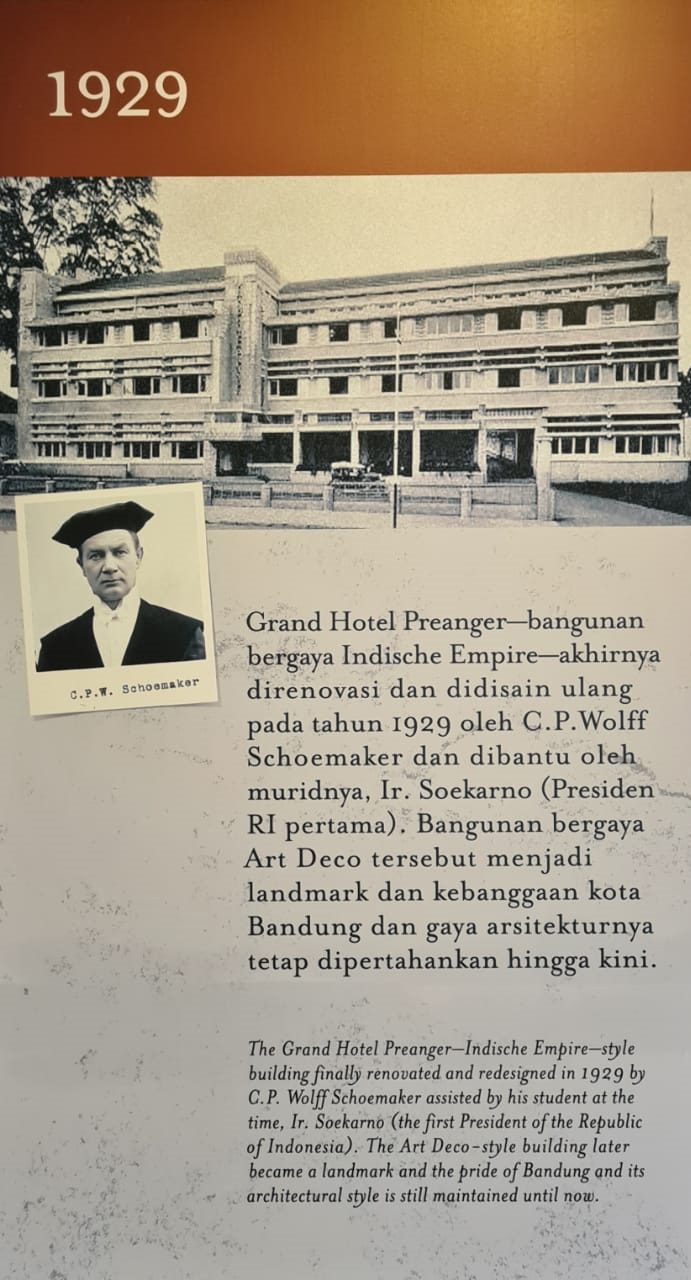 1929
C.P.W. Schoemaker
Grand Hotel Preanger—bangunan
bergaya Indische Empire—akhirnya
direnovasi dan didisain ulang
pada tahun 1929 oleh C.P.Wolff
Schoemaker dan dibantu oleh
muridnya, Ir. Soekarno (Presiden
RI pertama). Bangunan bergaya
Art Deco tersebut menjadi
landmark dan kebanggaan kota
Bandung dan gaya arsitekturnya
tetap dipertahankan hingga kini.
The Grand Hotel Preanger—Indische Empire—style
building finally renovated and redesigned in 1929 by
C.P. Wolff Schoemaker assisted by his student at the
time, Ir. Soekarno (the first President of the Republic
of Indonesia). The Art Deco-style building later
became a landmark and the pride of Bandung and its
architectural style is still maintained until now.